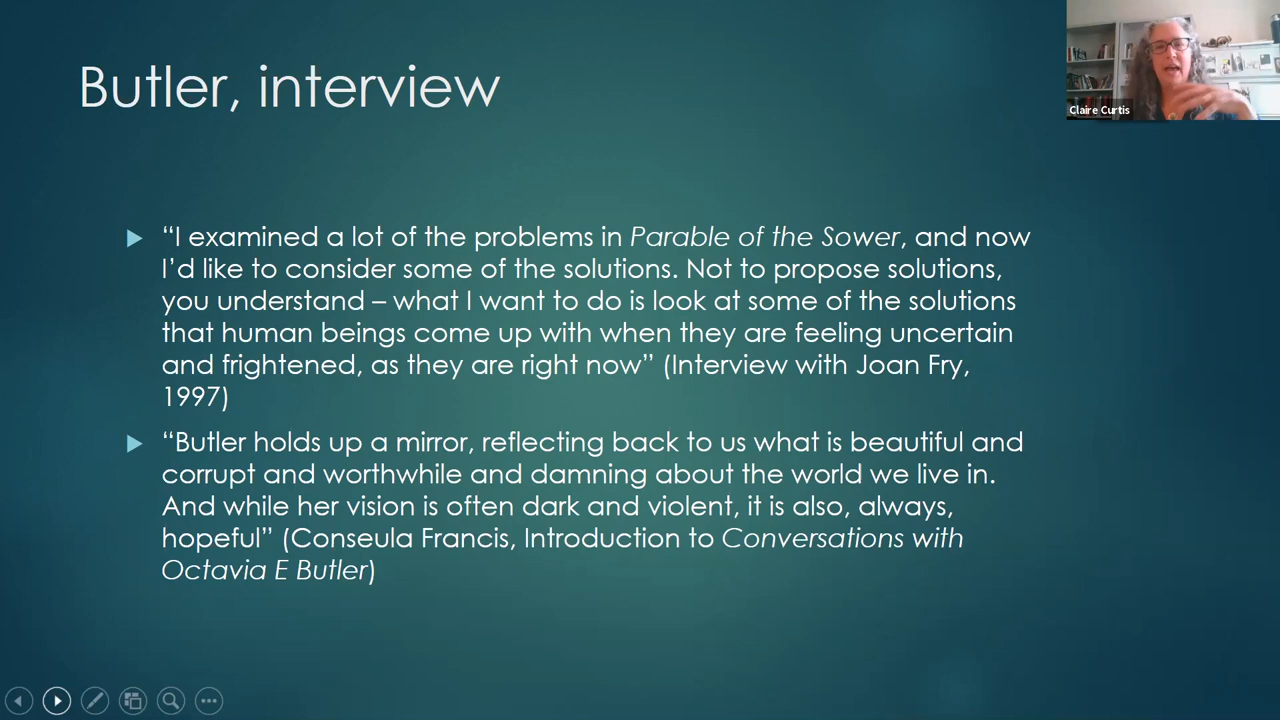 Butler, interview
Claire Curtis
“I examined a lot of the problems in Parable of the Sower, and now
I’d like to consider some of the solutions. Not to propose solutions,
you understand – what I want to do is look at some of the solutions
that human beings come up with when they are feeling uncertain
and frightened, as they are right now” (Interview with Joan Fry,
1997)
“Butler holds up a mirror, reflecting back to us what is beautiful and
corrupt and worthwhile and damning about the world we live in.
And while her vision is often dark and violent, it is also, always,
hopeful” (Conseula Francis, Introduction to Conversations with
Octavia E Butler)